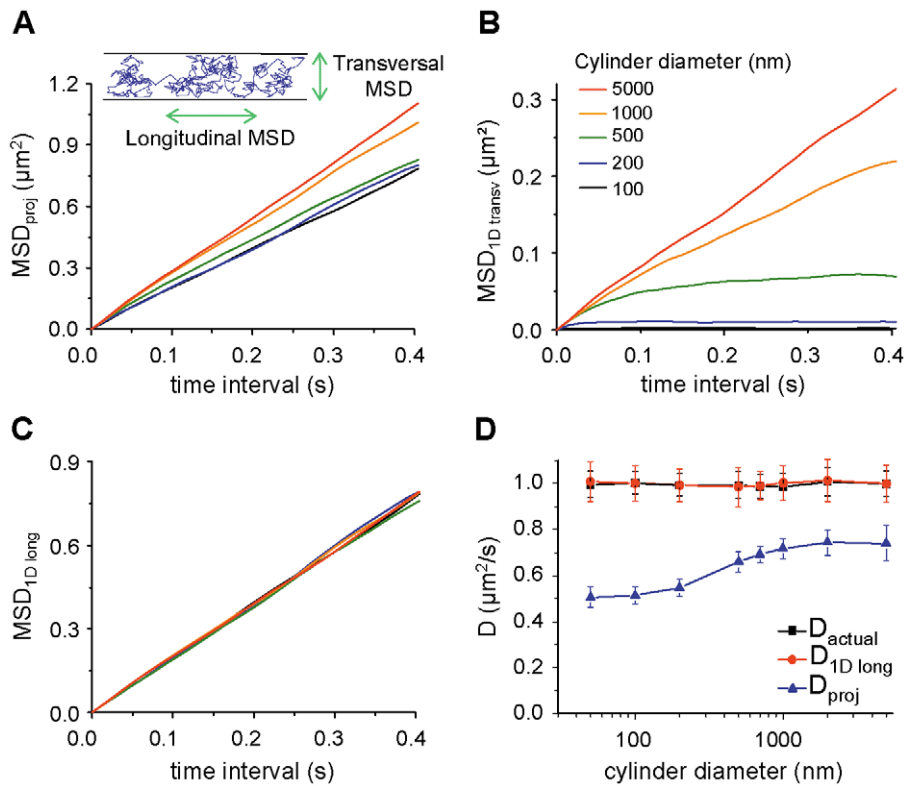 A
Transversal
MSD
Longitudinal MSD
MSDproj (µm²)
1.2
0.9
0.6
0.3
0.0
0.0 0.1 0.2 0.3 0.4
time interval (s)
B
Cylinder diameter (nm)
5000
1000
500
200
100
MSD1D transv (µm²)
0.3
0.2
0.1
0.0
0.0 0.1 0.2 0.3 0.4
time interval (s)
C
MSD1D long
0.9
0.6
0.3
0.0
0.0 0.1 0.2 0.3 0.4
time interval (s)
D
D (µm²/s)
1.0
0.8
0.6
0.4
0.2
0.0
Dactual
D1D long
Dproj
100 1000
cylinder diameter (nm)